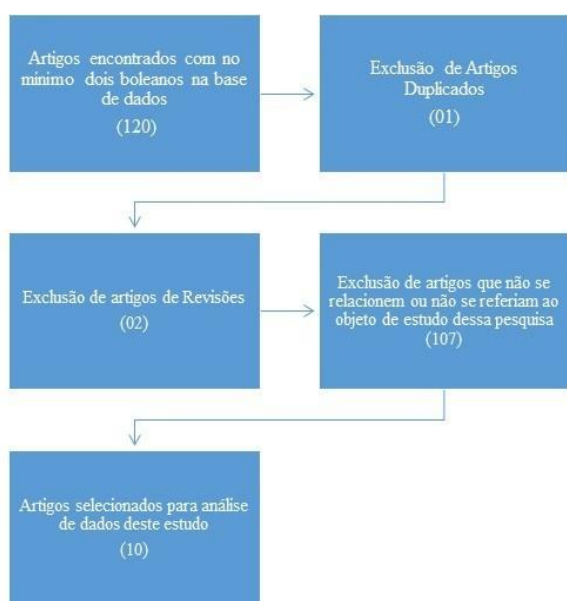 Artigos encontrados com no
mínimo dois boleanos na base
de dados
(120)
Exclusão de Artigos
Duplicados
(01)
Exclusão de artigos de Revisões
(02)
Exclusão de artigos que não se
relacionem ou não se referiam ao
objeto de estudo dessa pesquisa
(107)
Artigos selecionados para análise
de dados deste estudo
(10)